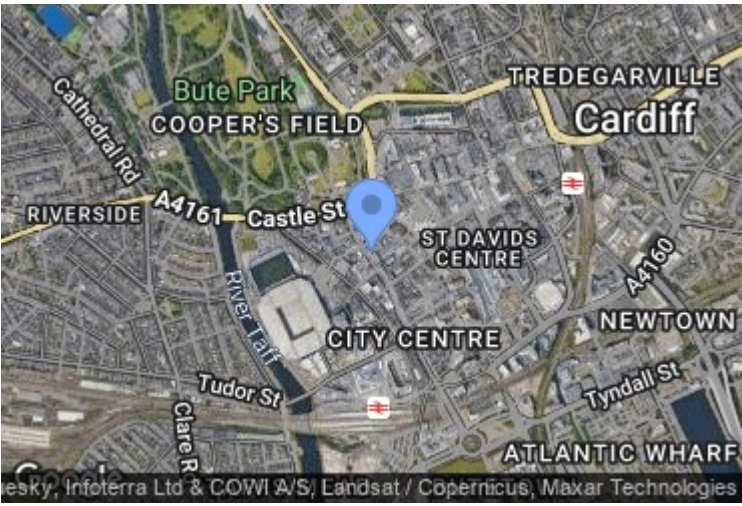 TREDEGARVILLE
Bute Park
Cardiff
COOPER'S FIELD
Cathedral Rd
RIVERSIDE
A4161
Castle St
ST DAVIDS
CENTRE
A4160
River Taff
CITY CENTRE
NEWTOWN
Tudor St
Tyndall St
Clare R
ATLANTIC WHARF
Google
esky, Infoterra Ltd & COWI A/S, Landsat / Copernicus, Maxar Technologies